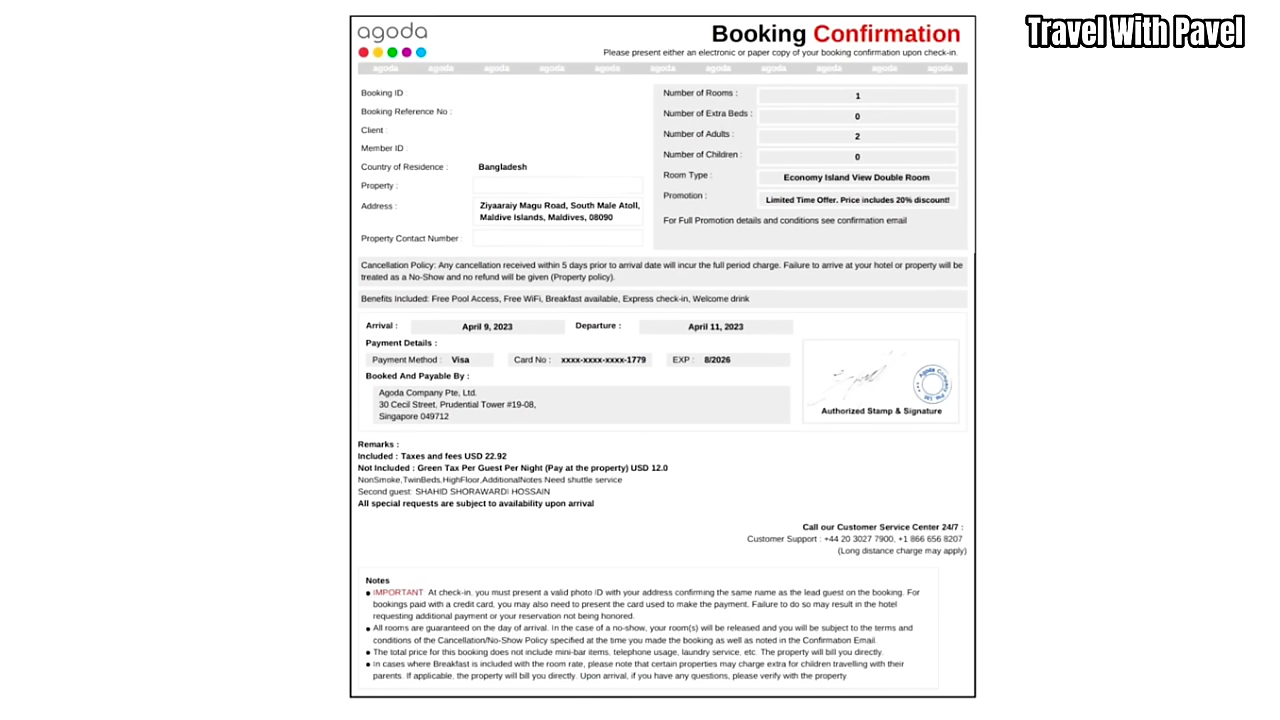 Travel With Pavel
agoda
Booking Confirmation
Please present either an electronic or paper copy of your booking confirmation upon check-in.
agoda agoda agoda agoda agoda agoda agoda agoda agoda agoda agoda
Booking ID :
Booking Reference No :
Client :
Member ID :
Country of Residence : Bangladesh
Property :
Address : Ziyaaraiy Magu Road, South Male Atoll,
Maldive Islands, Maldives, 08090
Property Contact Number :
Number of Rooms : 1
Number of Extra Beds : 0
Number of Adults : 2
Number of Children : 0
Room Type : Economy Island View Double Room
Promotion : Limited Time Offer. Price includes 20% discount!
For Full Promotion details and conditions see confirmation email
Cancellation Policy: Any cancellation received within 5 days prior to arrival date will incur the full period charge. Failure to arrive at your hotel or property will be
treated as a No-Show and no refund will be given (Property policy).
Benefits Included: Free Pool Access, Free WiFi, Breakfast available, Express check-in, Welcome drink
Arrival : April 9, 2023 Departure : April 11, 2023
Payment Details :
Payment Method : Visa Card No : xxxx-xxxx-xxxx-1779 EXP : 8/2026
Booked And Payable By :
Agoda Company Pte, Ltd.
30 Cecil Street, Prudential Tower #19-08,
Singapore 049712
Agoda Company Pte Ltd
Authorized Stamp & Signature
Remarks :
Included : Taxes and fees USD 22.92
Not Included : Green Tax Per Guest Per Night (Pay at the property) USD 12.0
NonSmoke,TwinBeds,HighFloor,AdditionalNotes Need shuttle service
Second guest: SHAHID SHORAWARDI HOSSAIN
All special requests are subject to availability upon arrival
Call our Customer Service Center 24/7 :
Customer Support : +44 20 3027 7900, +1 866 656 8207
(Long distance charge may apply)
Notes
● IMPORTANT At check-in, you must present a valid photo ID with your address confirming the same name as the lead guest on the booking. For
bookings paid with a credit card, you may also need to present the card used to make the payment. Failure to do so may result in the hotel
requesting additional payment or your reservation not being honored.
● All rooms are guaranteed on the day of arrival. In the case of a no-show, your room(s) will be released and you will be subject to the terms and
conditions of the Cancellation/No-Show Policy specified at the time you made the booking as well as noted in the Confirmation Email.
● The total price for this booking does not include mini-bar items, telephone usage, laundry service, etc. The property will bill you directly.
● In cases where Breakfast is included with the room rate, please note that certain properties may charge extra for children travelling with their
parents. If applicable, the property will bill you directly. Upon arrival, if you have any questions, please verify with the property